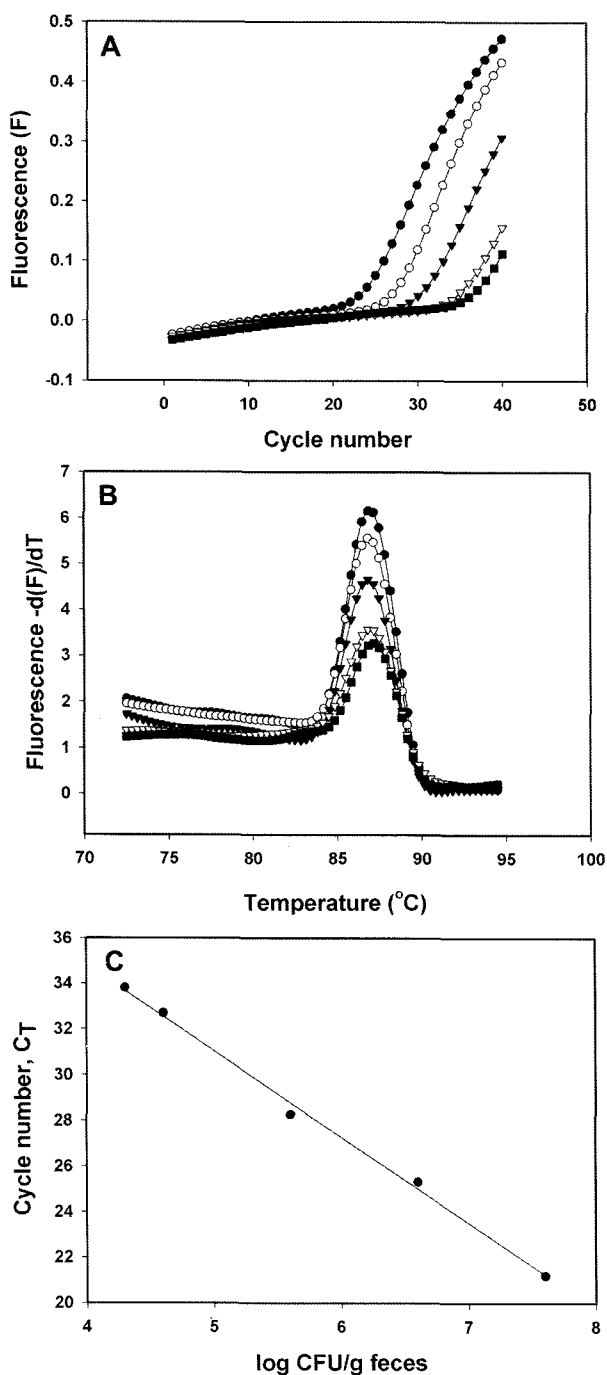 A
0.5
0.4
0.3
0.2
0.1
0.0
-0.1
Fluorescence (F)
0 10 20 30 40 50
Cycle number
B
7
6
5
4
3
2
1
0
Fluorescence -d(F)/dT
70 75 80 85 90 95 100
Temperature (°C)
C
36
34
32
30
28
26
24
22
20
Cycle number, CT
4 5 6 7 8
log CFU/g feces